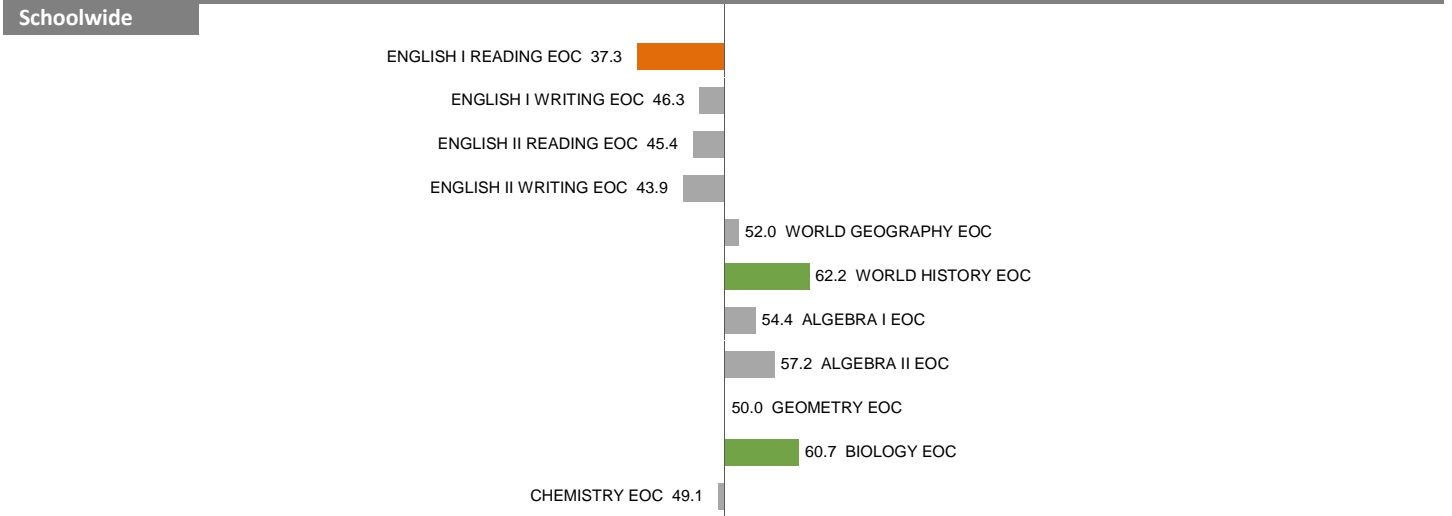 Schoolwide
ENGLISH I READING EOC 37.3
ENGLISH I WRITING EOC 46.3
ENGLISH II READING EOC 45.4
ENGLISH II WRITING EOC 43.9
52.0 WORLD GEOGRAPHY EOC
62.2 WORLD HISTORY EOC
54.4 ALGEBRA I EOC
57.2 ALGEBRA II EOC
50.0 GEOMETRY EOC
60.7 BIOLOGY EOC
CHEMISTRY EOC 49.1